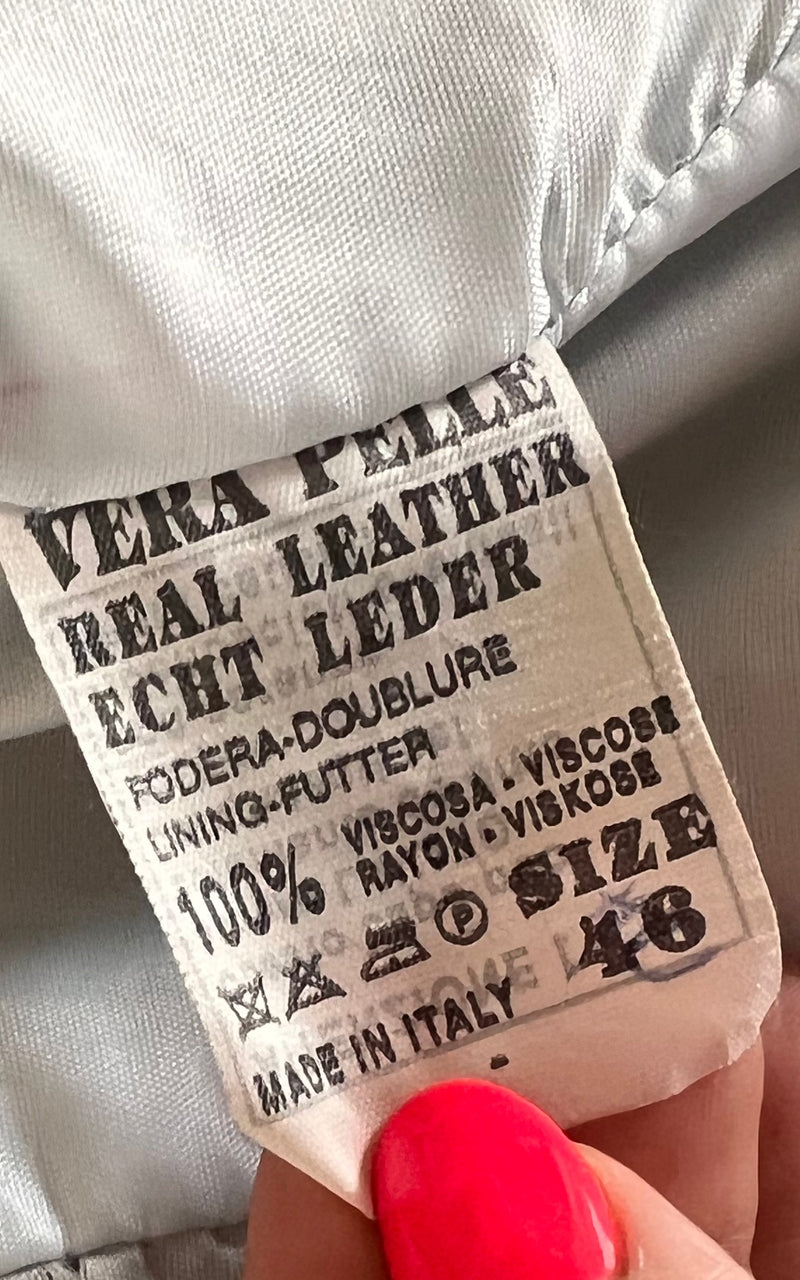 VERA PELLE
REAL LEATHER
ECHT LEDER
FODERA-DOUBLURE
LINING-FUTTER
100% VISCOSA - VISCOSE
RAYON - VISKOSE
SIZE
P
46
MADE IN ITALY